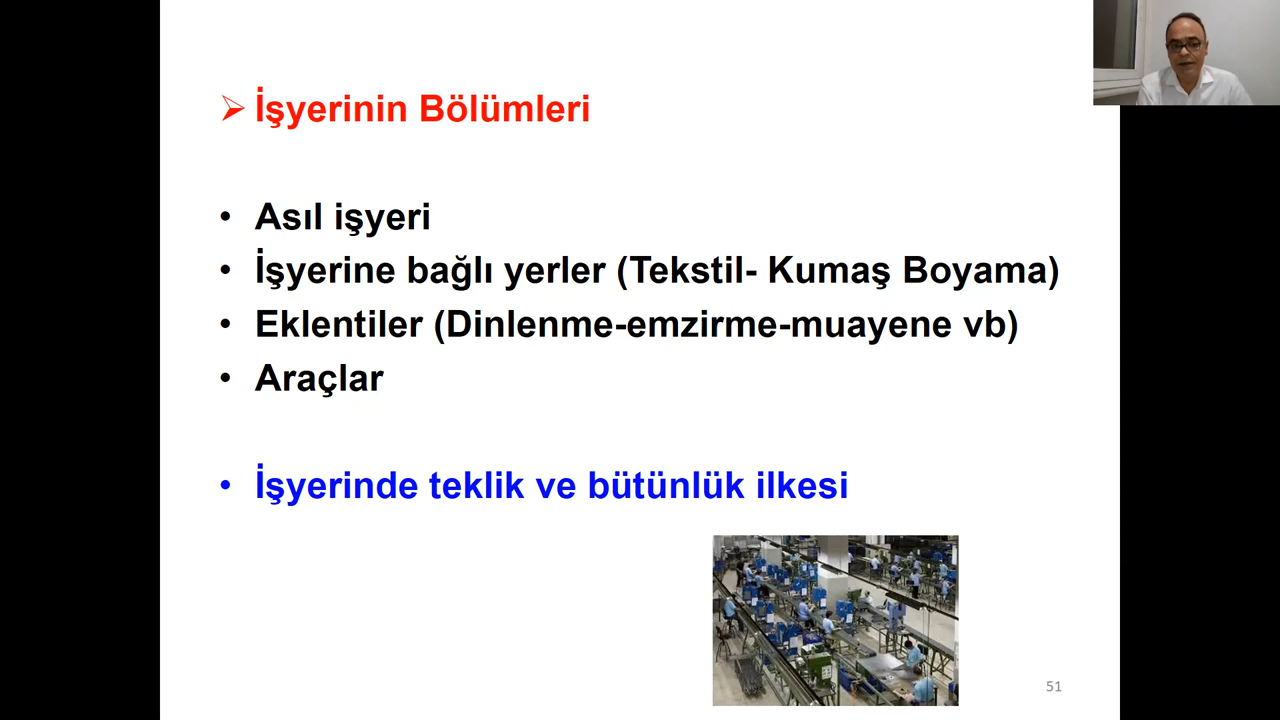 ➢ İşyerinin Bölümleri
• Asıl işyeri
• İşyerine bağlı yerler (Tekstil- Kumaş Boyama)
• Eklentiler (Dinlenme-emzirme-muayene vb)
• Araçlar
• İşyerinde teklik ve bütünlük ilkesi
51